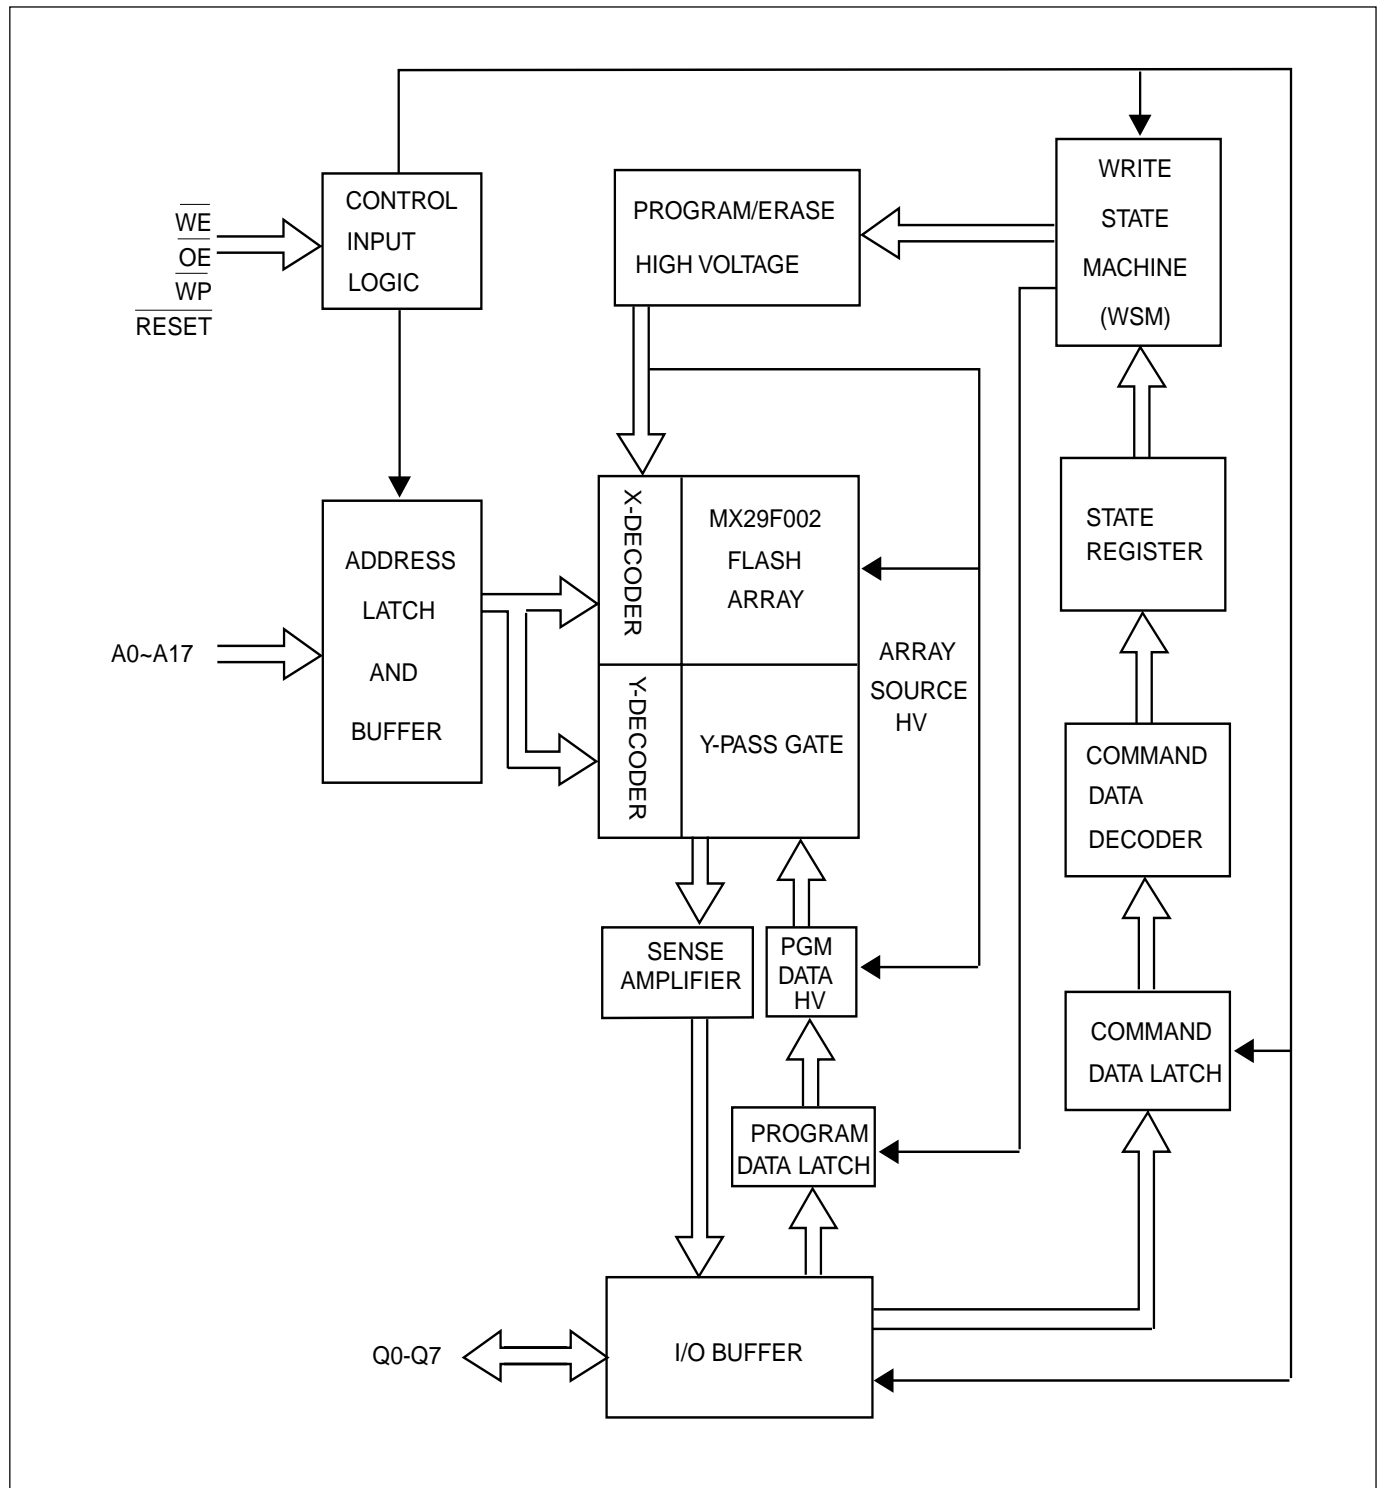 WE
OE
WP
RESET
CONTROL
INPUT
LOGIC
PROGRAM/ERASE
HIGH VOLTAGE
WRITE
STATE
MACHINE
(WSM)
A0~A17
ADDRESS
LATCH
AND
BUFFER
X-DECODER
MX29F002
FLASH
ARRAY
Y-DECODER
Y-PASS GATE
ARRAY
SOURCE
HV
STATE
REGISTER
COMMAND
DATA
DECODER
SENSE
AMPLIFIER
PGM
DATA
HV
COMMAND
DATA LATCH
PROGRAM
DATA LATCH
Q0-Q7
I/O BUFFER